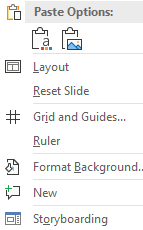 Paste Options:
a
Layout
Reset Slide
Grid and Guides...
Ruler
Format Background...
New
Storyboarding